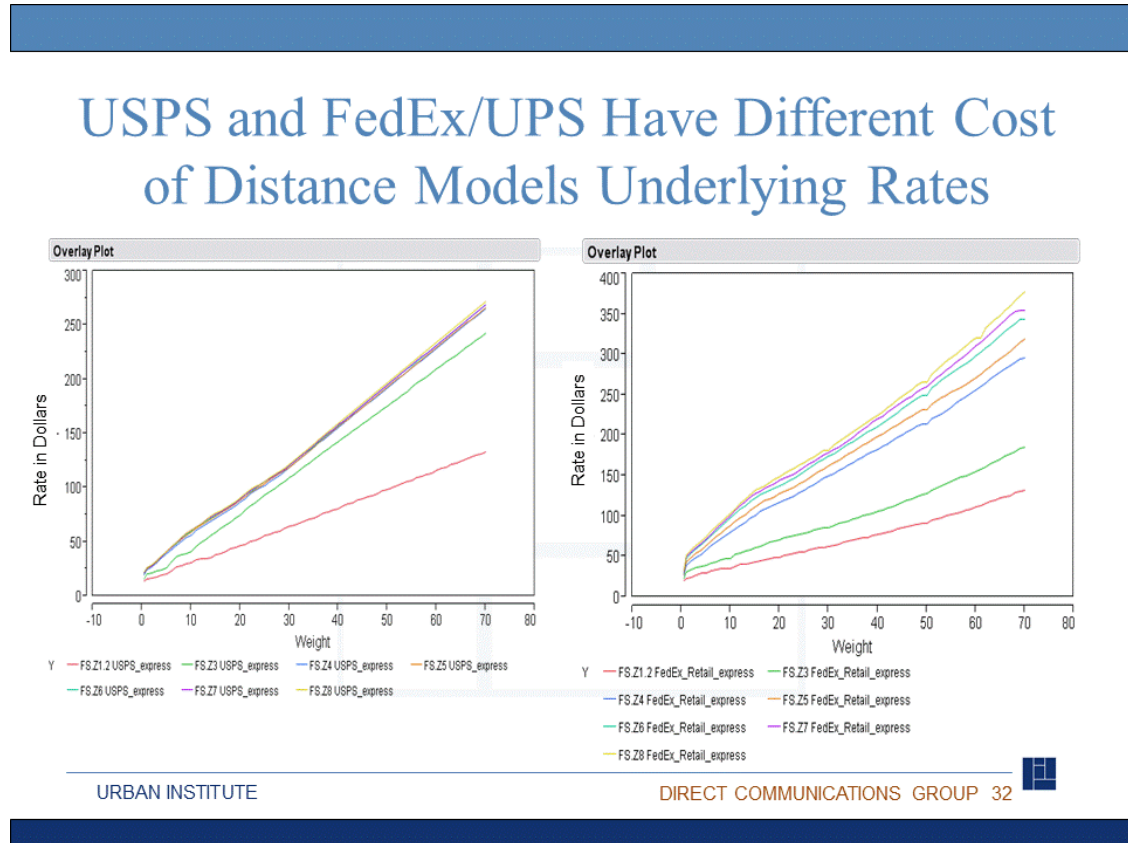 USPS and FedEx/UPS Have Different Cost
of Distance Models Underlying Rates
Overlay Plot
300
250
200
150
100
50
0
-10 0 10 20 30 40 50 60 70 80
Rate in Dollars
Weight
Y FS.Z1.2 USPS_express FS.Z3 USPS_express FS.Z4 USPS_express FS.Z5 USPS_express
FS.Z6 USPS_express FS.Z7 USPS_express FS.Z8 USPS_express
Overlay Plot
400
350
300
250
200
150
100
50
0
-10 0 10 20 30 40 50 60 70 80
Rate in Dollars
Weight
Y FS.Z1.2 FedEx_Retail_express FS.Z3 FedEx_Retail_express
FS.Z4 FedEx_Retail_express FS.Z5 FedEx_Retail_express
FS.Z6 FedEx_Retail_express FS.Z7 FedEx_Retail_express
FS.Z8 FedEx_Retail_express
URBAN INSTITUTE
DIRECT COMMUNICATIONS GROUP 32